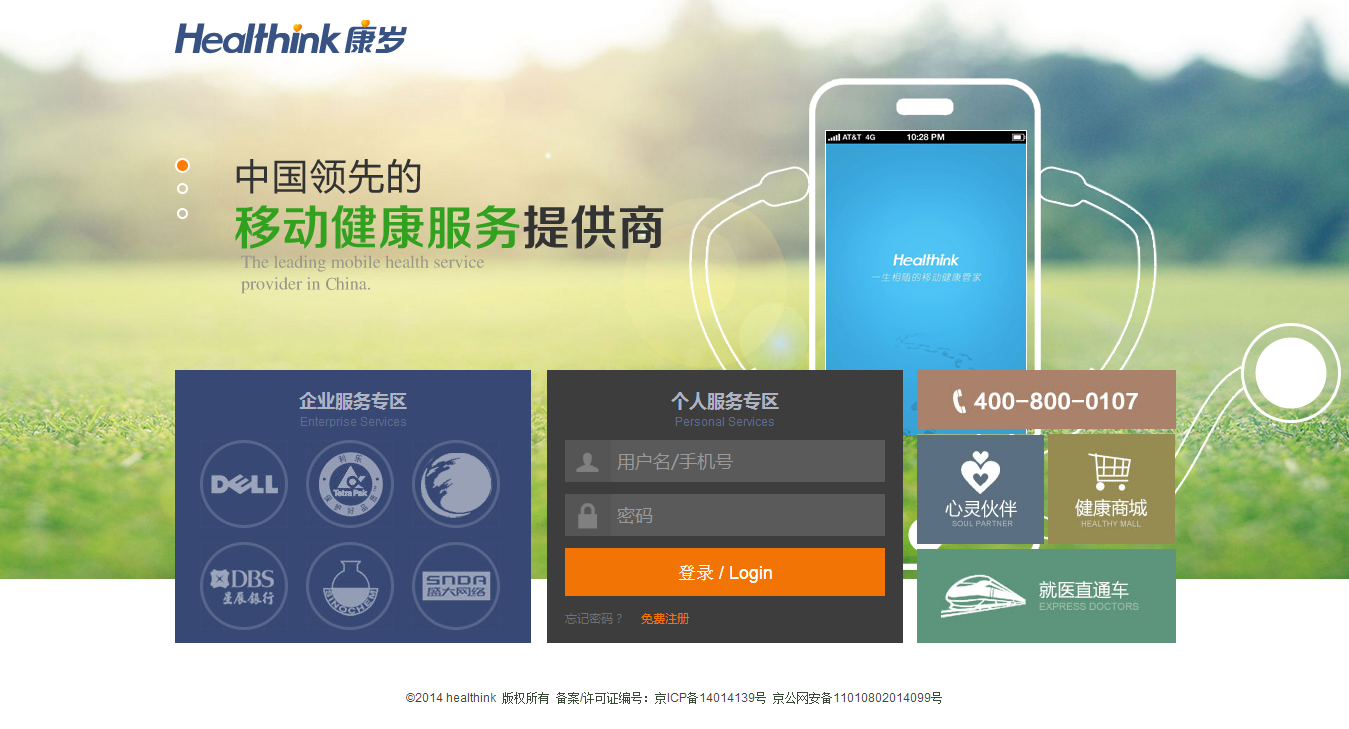 Healthink 康岁
AT&T 4G 10:28 PM
中国领先的
移动健康服务提供商
The leading mobile health service
provider in China.
Healthink
一生相随的移动健康管家
企业服务专区
Enterprise Services
DELL
利乐
Tetra Pak
保护好品质
DBS
星辰银行
SINOCHEM
SNDA
盛大网络
个人服务专区
Personal Services
用户名/手机号
密码
登录 / Login
忘记密码？ 免费注册
400-800-0107
心灵伙伴
SOUL PARTNER
健康商城
HEALTHY MALL
就医直通车
EXPRESS DOCTORS
©2014 healthink 版权所有 备案/许可证编号：京ICP备14014139号 京公网安备11010802014099号